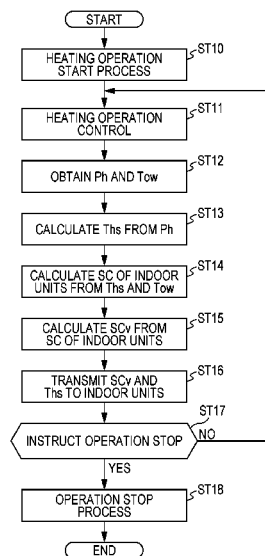 START
HEATING OPERATION
START PROCESS
ST10
HEATING OPERATION
CONTROL
ST11
OBTAIN Ph AND Tow
ST12
CALCULATE Ths FROM Ph
ST13
CALCULATE SC OF INDOOR
UNITS FROM Ths AND Tow
ST14
CALCULATE SCv FROM
SC OF INDOOR UNITS
ST15
TRANSMIT SCv AND
Ths TO INDOOR UNITS
ST16
INSTRUCT OPERATION STOP
ST17
NO
YES
OPERATION STOP
PROCESS
ST18
END